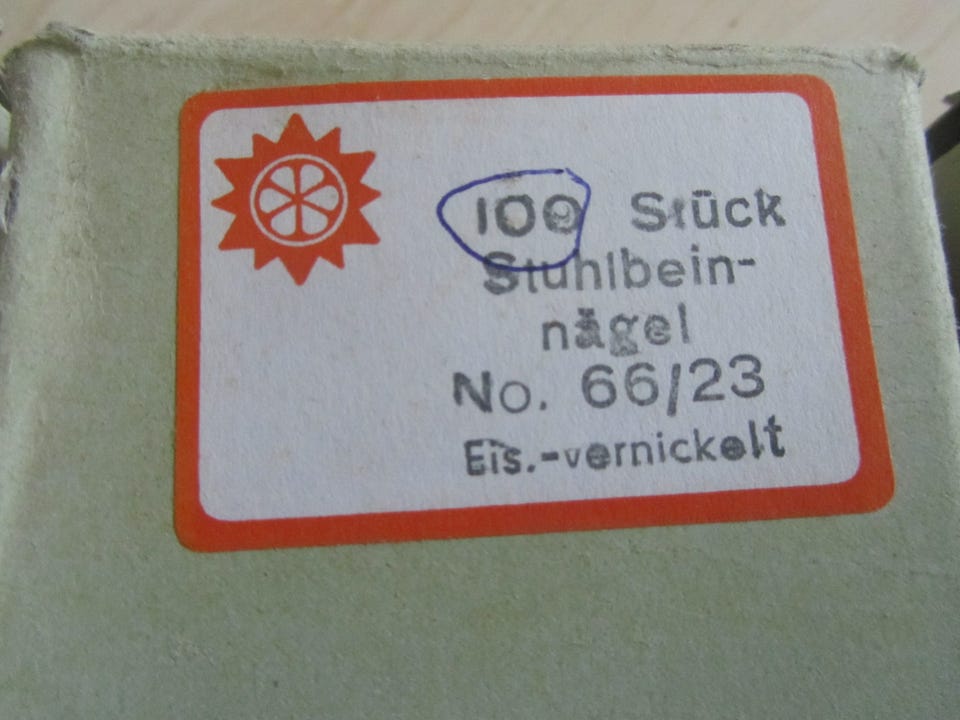 100 Stück
Stuhlbein-
nägel
No. 66/23
Eis.-vernickelt